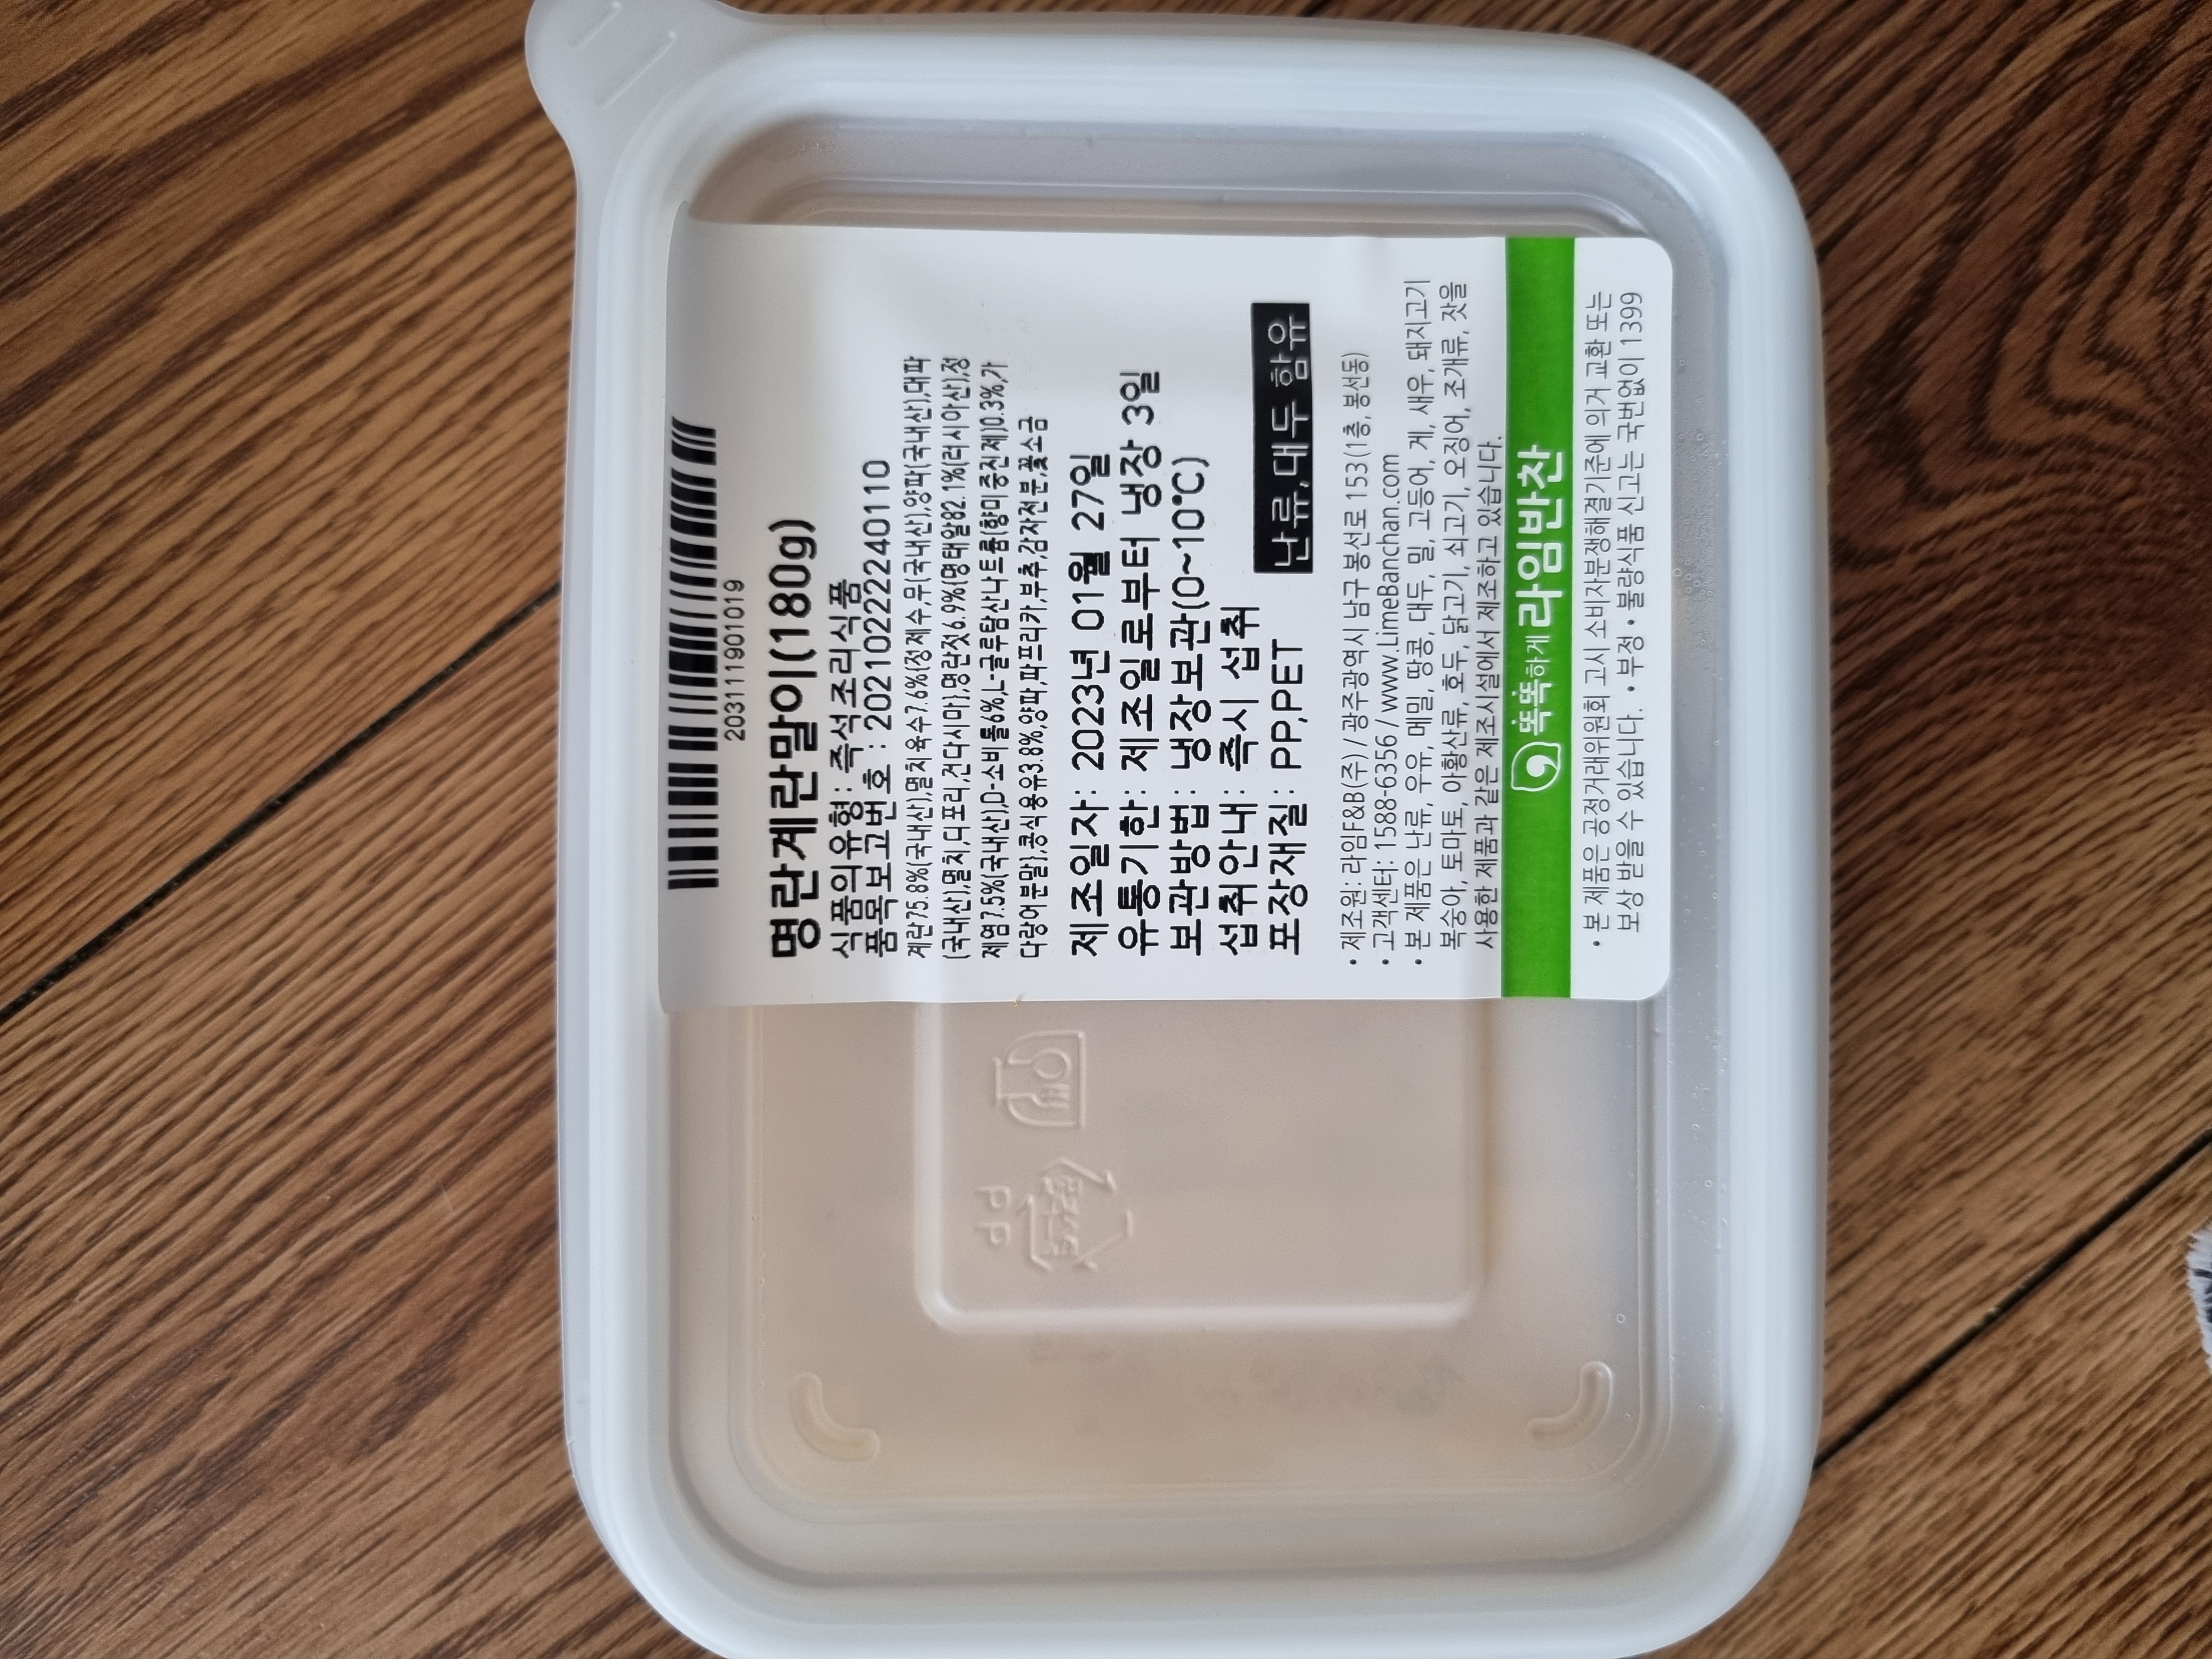 203111901019
명란계란말이(180g)
식품의유형: 즉석조리식품
품목보고번호: 2021022240110
계란75.8%(국내산),멸치육수7.6%(정제수,무(국내산),양파(국내산),대파
(국내산),멸치,디포리,건다시마),명란젓6.9%(명태알82.1%(러시아산),정
제염7.5%(국내산),D-소비톨6%,L-글루탐산나트륨(향미증진제)0.3%,가
다랑어분말),콩식용유3.8%,양파,파프리카,부추,감자전분,꽃소금
제조일자: 2023년 01월 27일
유통기한: 제조일로부터 냉장 3일
보관방법: 냉장보관(0~10℃)
섭취안내: 즉시 섭취
포장재질: PP,PET
난류,대두 함유
• 제조원: 라임F&B(주) / 광주광역시 남구 봉선로 153(1층, 봉선동)
• 고객센터: 1588-6356 / www.LimeBanchan.com
• 본 제품은 난류, 우유, 메밀, 땅콩, 대두, 밀, 고등어, 게, 새우, 돼지고기
복숭아, 토마토, 아황산류, 호두, 닭고기, 쇠고기, 오징어, 조개류, 잣을
사용한 제품과 같은 제조시설에서 제조하고 있습니다.
똑똑하게 라임반찬
• 본 제품은 공정거래위원회 고시 소비자분쟁해결기준에 의거 교환 또는
보상 받을 수 있습니다. • 부정 • 불량식품 신고는 국번없이 1399
PP